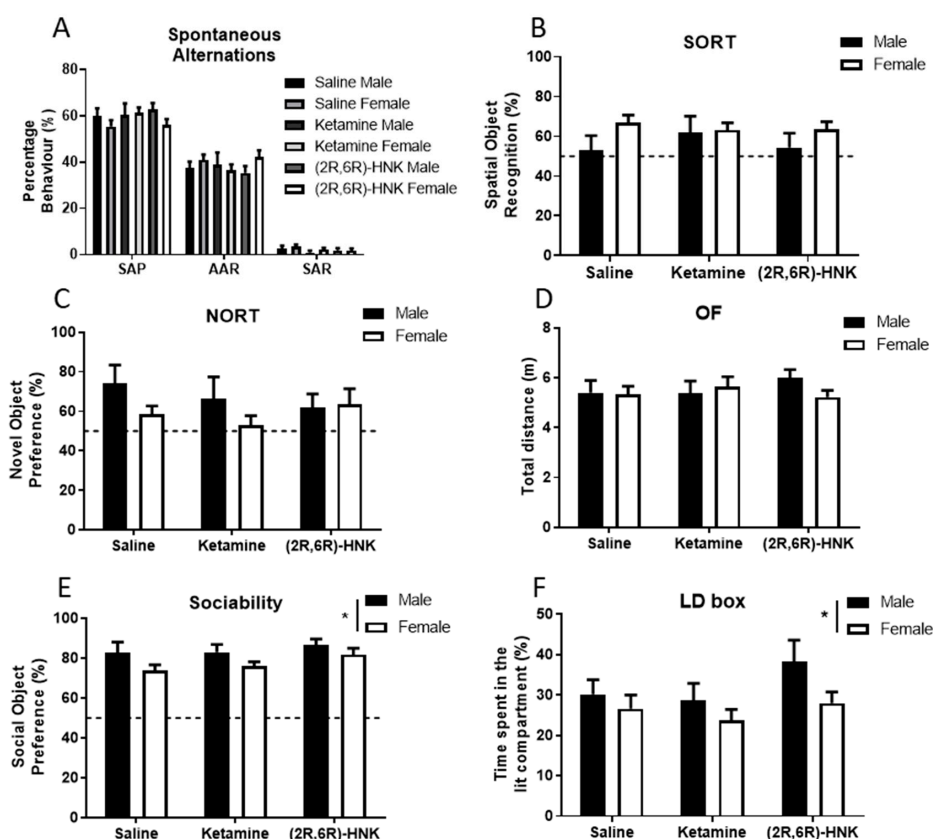 A
Spontaneous
Alternations
Percentage
Behaviour (%)
80
60
40
20
0
SAP
AAR
SAR
Saline Male
Saline Female
Ketamine Male
Ketamine Female
(2R,6R)-HNK Male
(2R,6R)-HNK Female
B
SORT
Male
Female
Spatial Object
Recognition (%)
100
80
60
40
20
0
Saline
Ketamine
(2R,6R)-HNK
C
NORT
Male
Female
Novel Object
Preference (%)
100
80
60
40
20
0
Saline
Ketamine
(2R,6R)-HNK
D
OF
Male
Female
Total distance (m)
8
6
4
2
0
Saline
Ketamine
(2R,6R)-HNK
E
Sociability
*
Male
Female
Social Object
Preference (%)
100
80
60
40
20
0
Saline
Ketamine
(2R,6R)-HNK
F
LD box
*
Male
Female
Time spent in the
lit compartment (%)
50
40
30
20
10
0
Saline
Ketamine
(2R,6R)-HNK